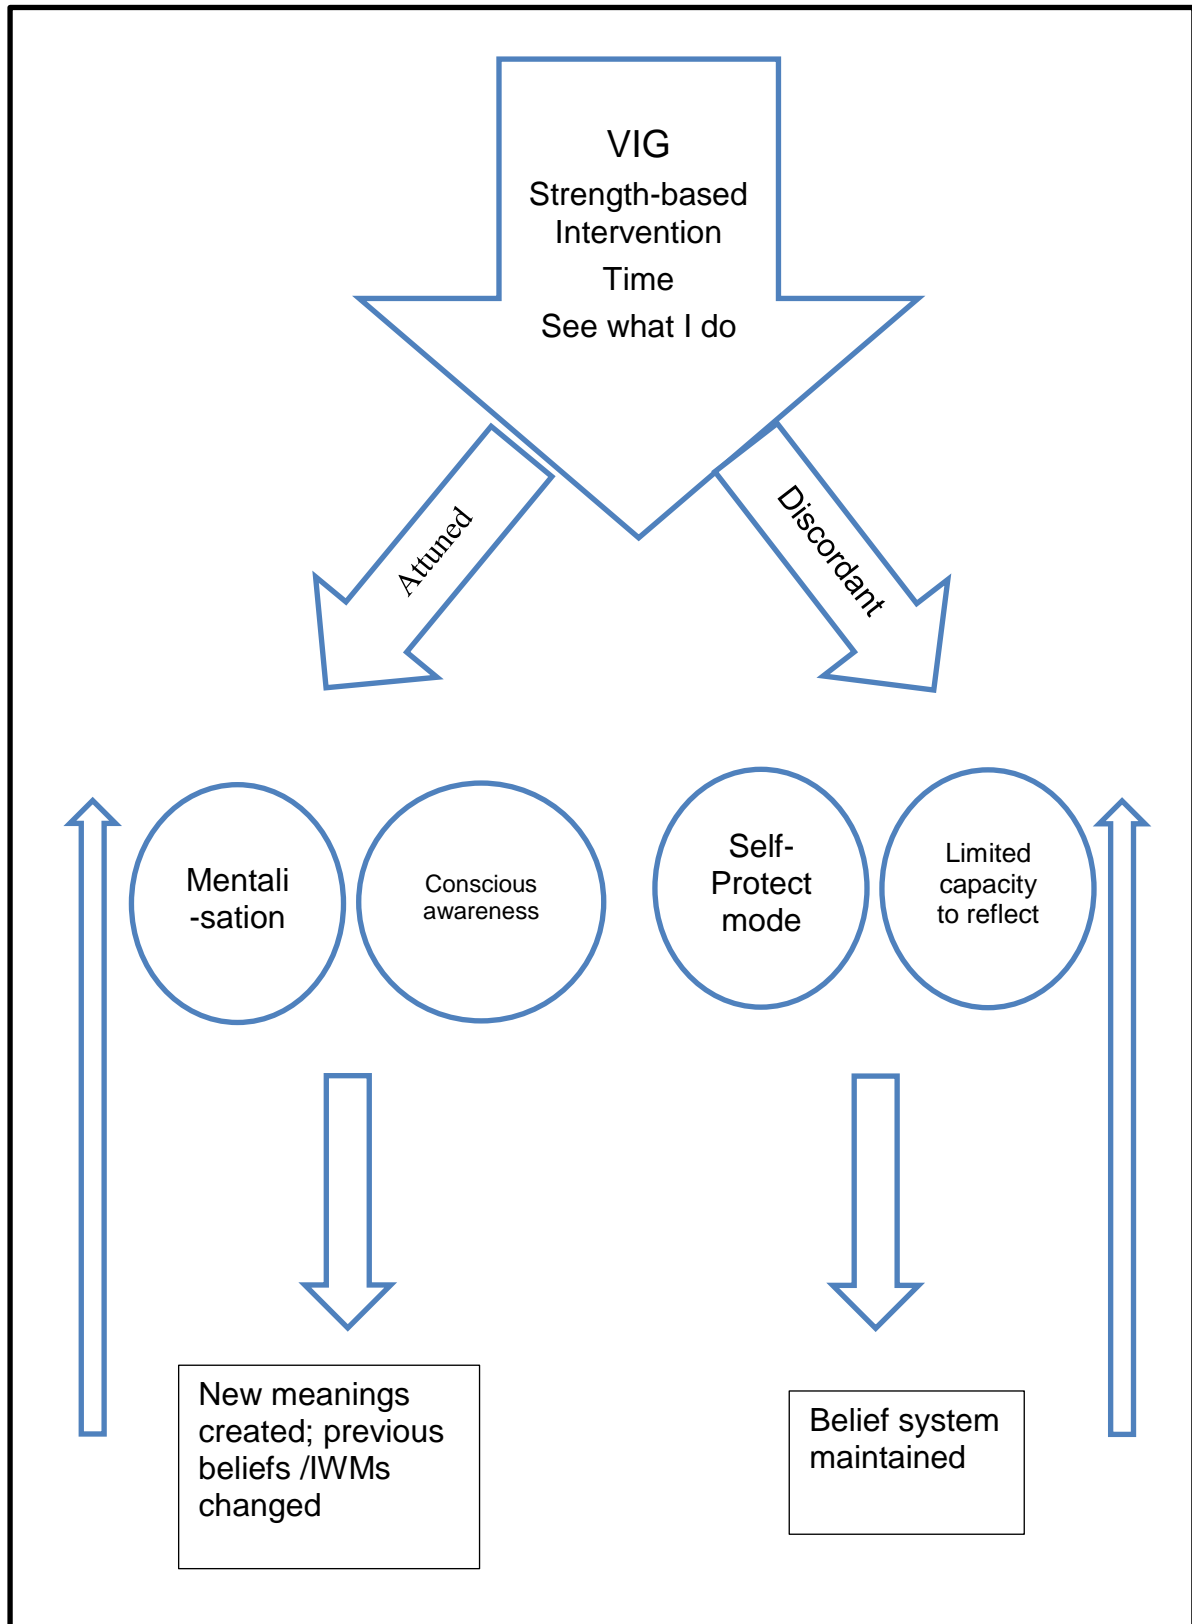 VIG
Strength-based
Intervention
Time
See what I do
Attuned
Discordant
Mentali
-sation
Conscious
awareness
Self-
Protect
mode
Limited
capacity
to reflect
New meanings
created; previous
beliefs /IWMs
changed
Belief system
maintained